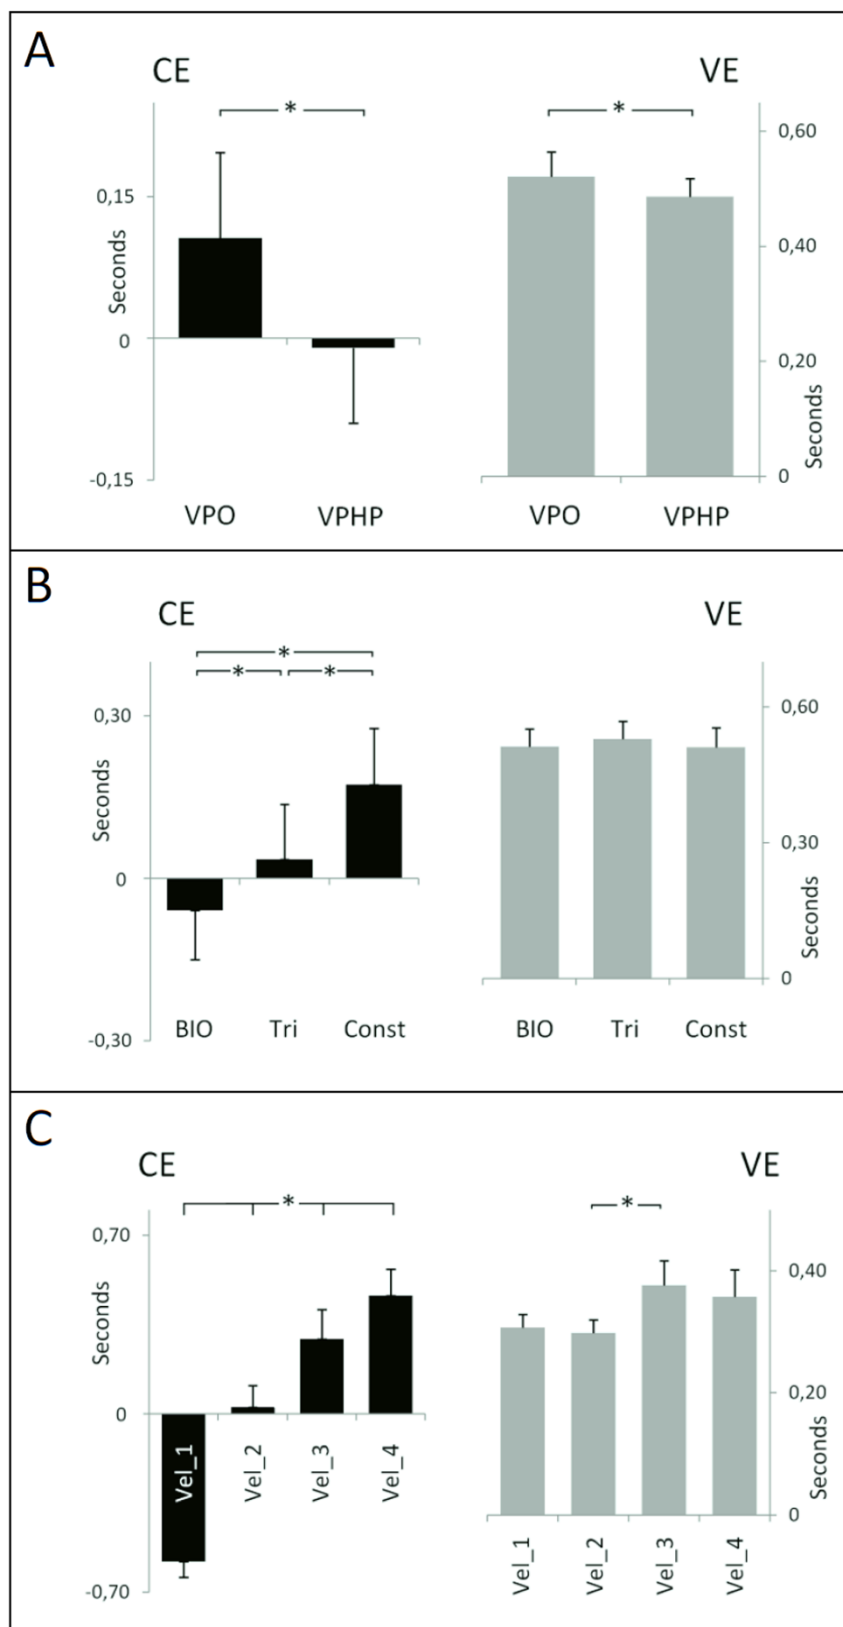 A
CE
VE
*
*
0,15
0
-0,15
Seconds
VPO
VPHP
0,60
0,40
0,20
0
Seconds
VPO
VPHP
B
CE
VE
*
*
*
0,30
0
-0,30
Seconds
BIO
Tri
Const
0,60
0,30
0
Seconds
BIO
Tri
Const
C
CE
VE
*
*
0,70
0
-0,70
Seconds
Vel_1
Vel_2
Vel_3
Vel_4
0,40
0,20
0
Seconds
Vel_1
Vel_2
Vel_3
Vel_4